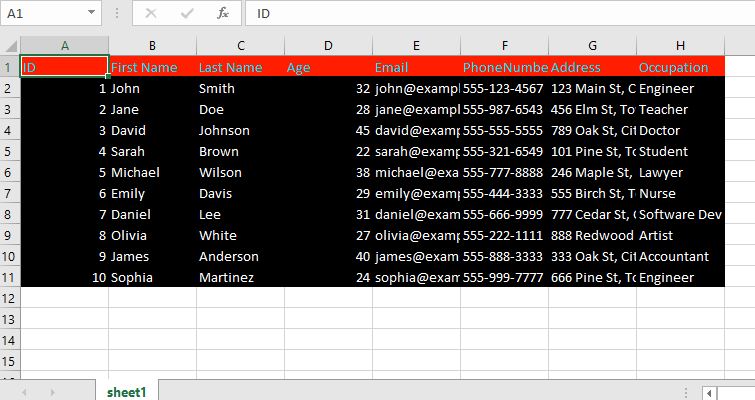 A1 fx ID
A B C D E F G H
1 ID First Name Last Name Age Email PhoneNumbe Address Occupation
2 1 John Smith 32 john@exampl 555-123-4567 123 Main St, C Engineer
3 2 Jane Doe 28 jane@exampl 555-987-6543 456 Elm St, To Teacher
4 3 David Johnson 45 david@examp 555-555-5555 789 Oak St, Cit Doctor
5 4 Sarah Brown 22 sarah@examp 555-321-6549 101 Pine St, To Student
6 5 Michael Wilson 38 michael@exa 555-777-8888 246 Maple St, Lawyer
7 6 Emily Davis 29 emily@examp 555-444-3333 555 Birch St, T Nurse
8 7 Daniel Lee 31 daniel@exam 555-666-9999 777 Cedar St, Software Dev
9 8 Olivia White 27 olivia@examp 555-222-1111 888 Redwood Artist
10 9 James Anderson 40 james@exam 555-888-3333 333 Oak St, Cit Accountant
11 10 Sophia Martinez 24 sophia@exam 555-999-7777 666 Pine St, To Engineer
12
13
14
15
sheet1